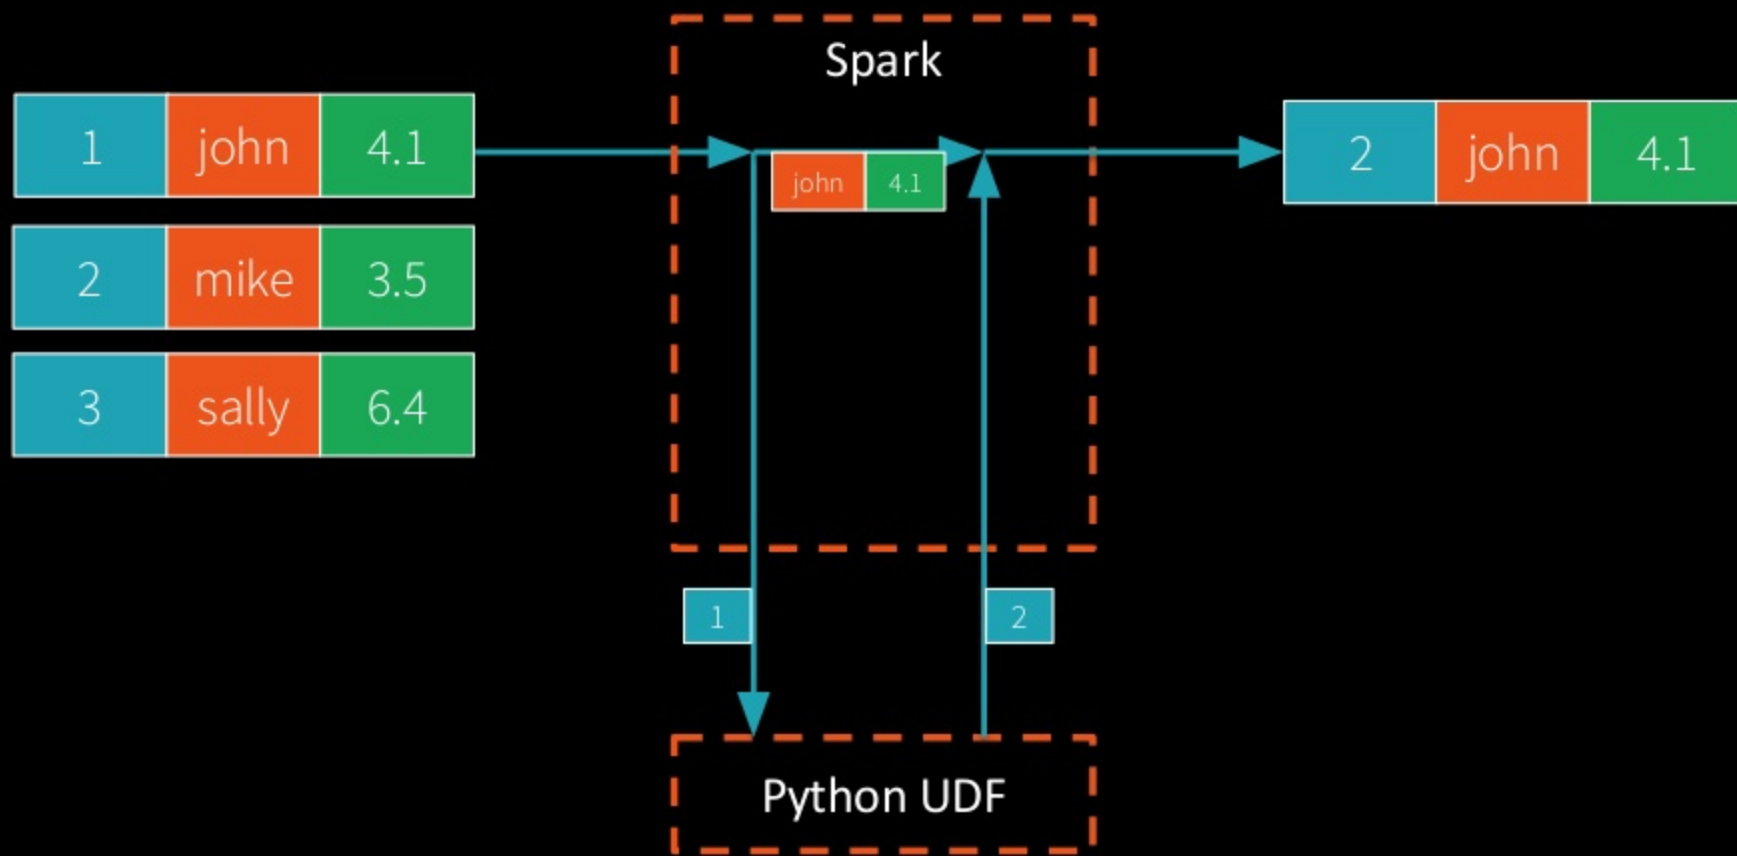 Spark
1 john 4.1
john 4.1
2 john 4.1
2 mike 3.5
3 sally 6.4
1
2
Python UDF